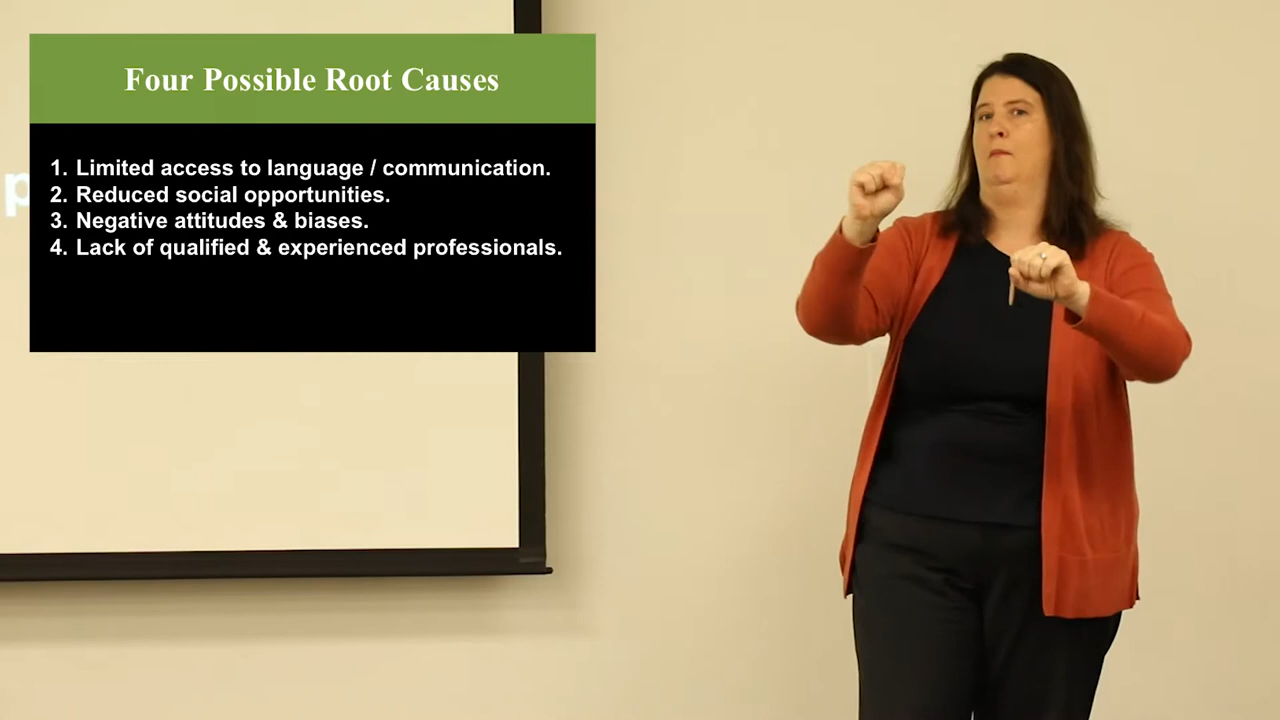 Four Possible Root Causes
1. Limited access to language / communication.
2. Reduced social opportunities.
3. Negative attitudes & biases.
4. Lack of qualified & experienced professionals.